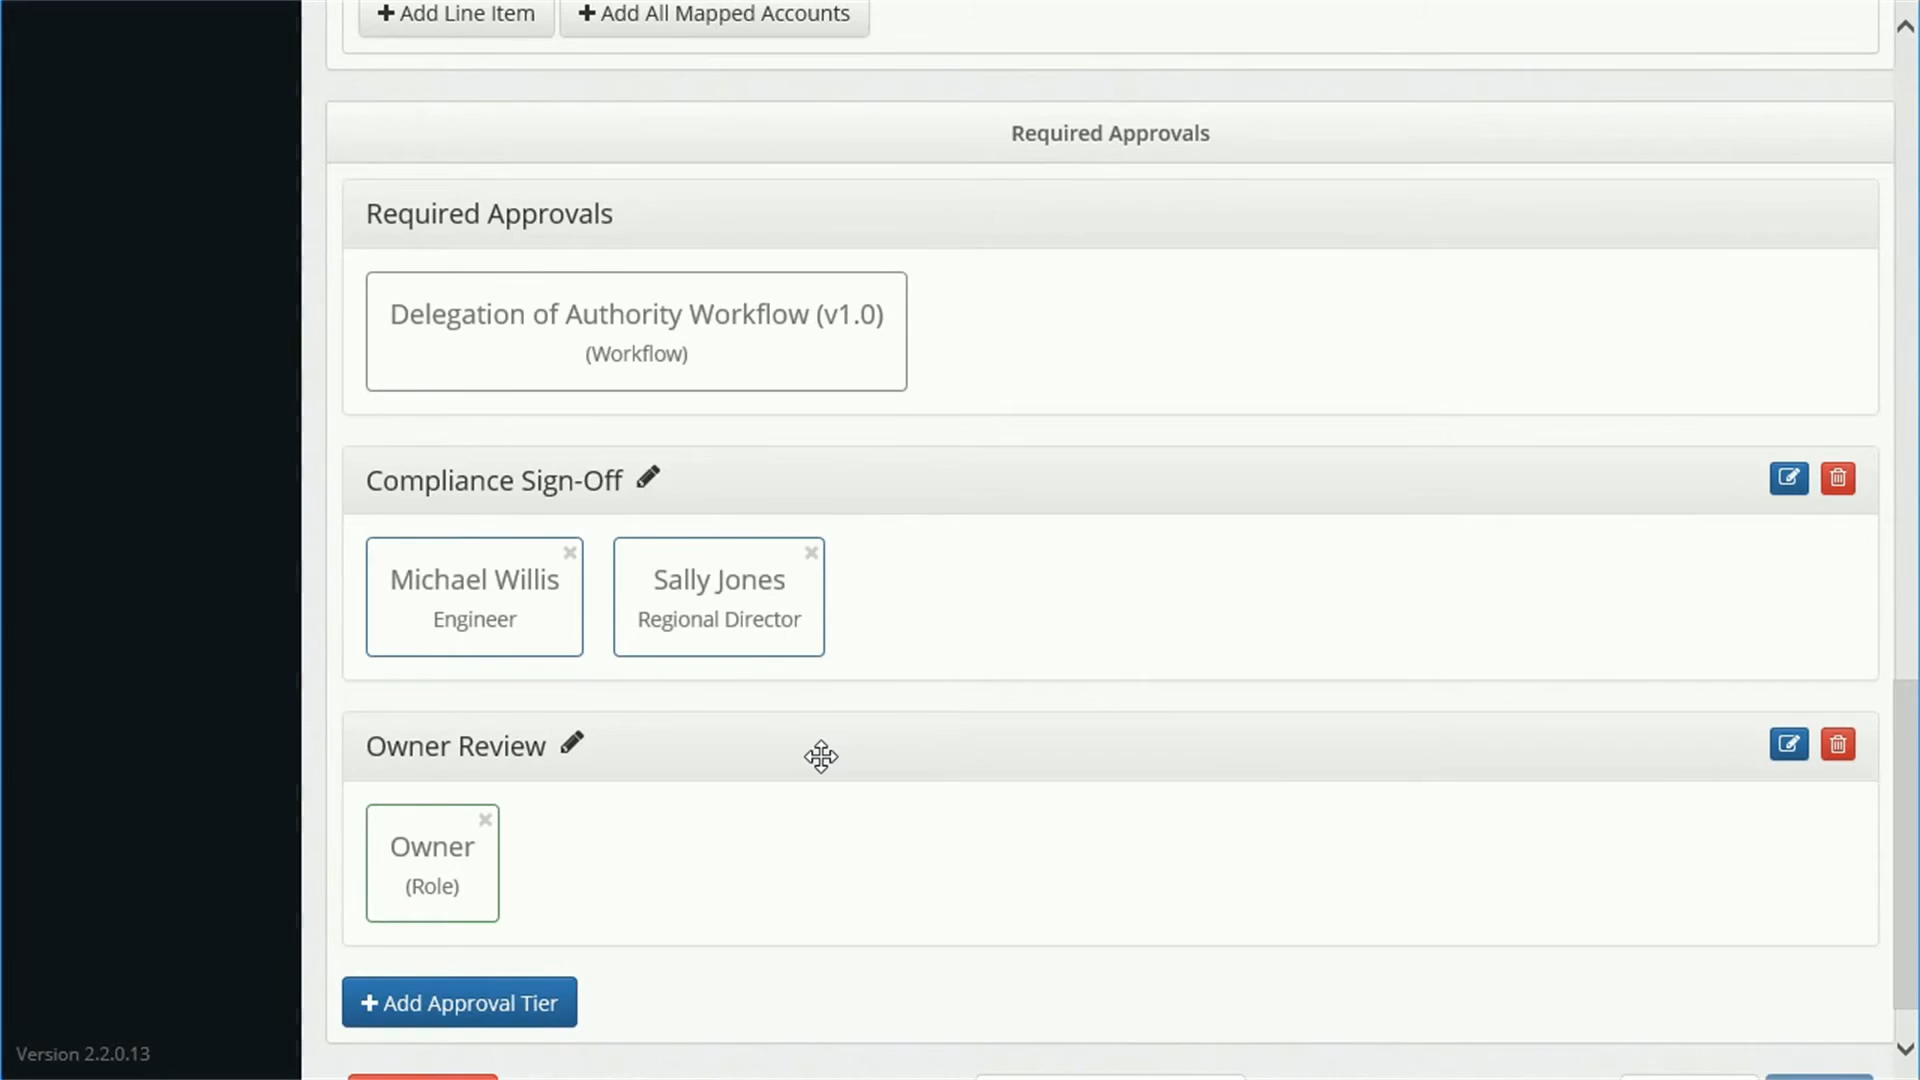 Add Line Item
Add All Mapped Accounts
Required Approvals
Required Approvals
Delegation of Authority Workflow (v1.0)
(Workflow)
Compliance Sign-Off
Michael Willis
Engineer
Sally Jones
Regional Director
Owner Review
Owner
(Role)
Add Approval Tier
Version 2.2.0.13